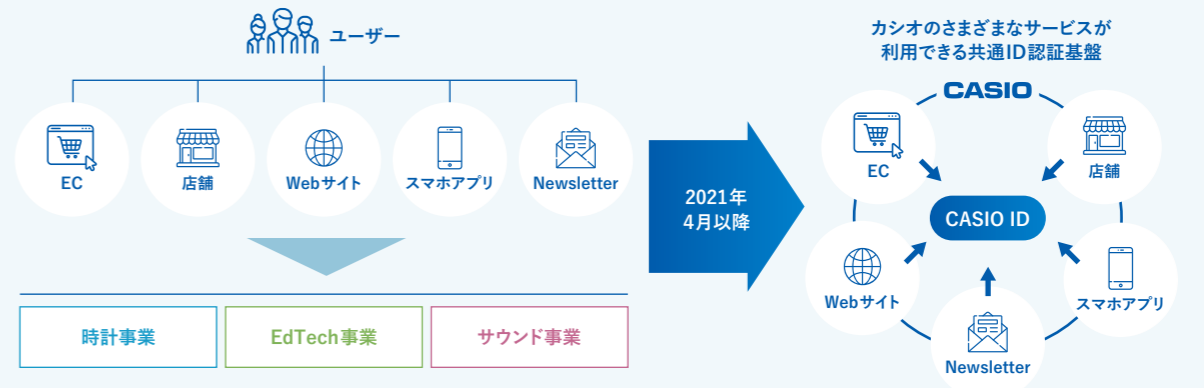 ユーザー
EC
店舗
Webサイト
スマホアプリ
Newsletter
時計事業
EdTech事業
サウンド事業
2021年
4月以降
カシオのさまざまなサービスが
利用できる共通ID認証基盤
CASIO
EC
店舗
CASIO ID
Webサイト
スマホアプリ
Newsletter